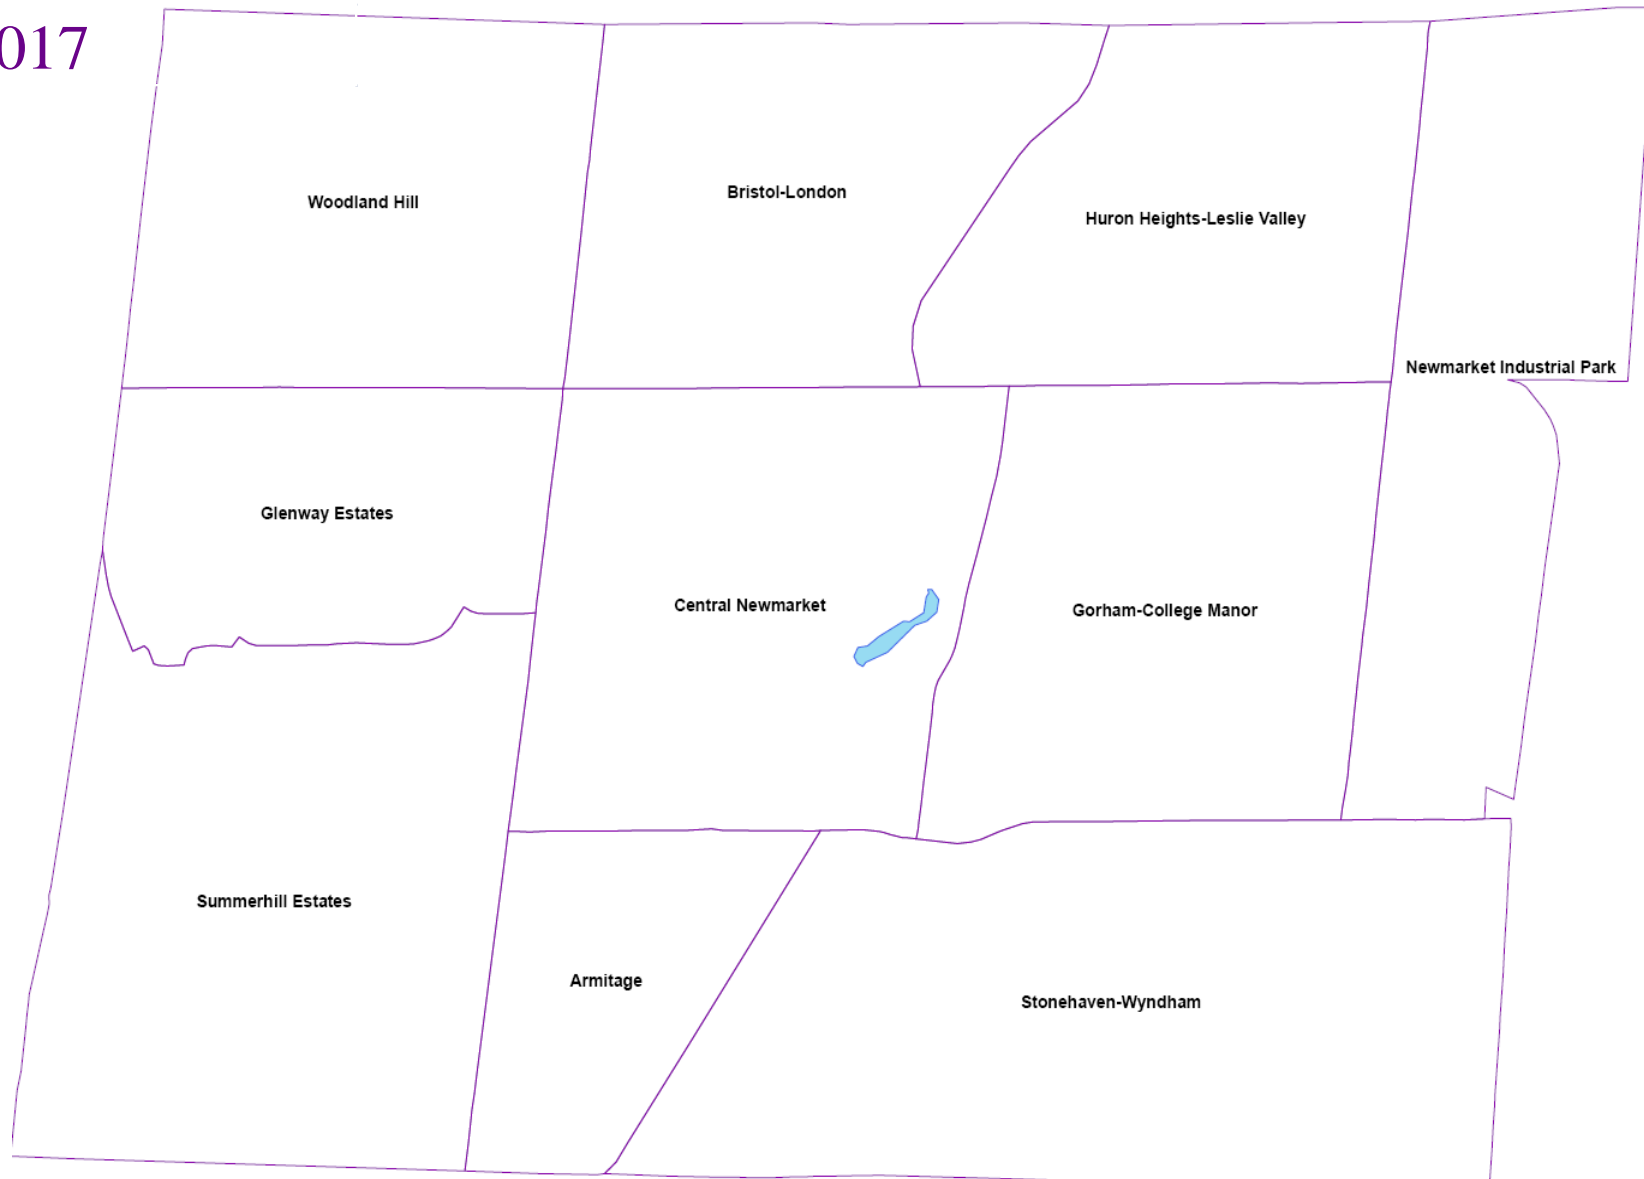 017
Woodland Hill
Bristol-London
Huron Heights-Leslie Valley
Newmarket Industrial Park
Glenway Estates
Central Newmarket
Gorham-College Manor
Summerhill Estates
Armitage
Stonehaven-Wyndham